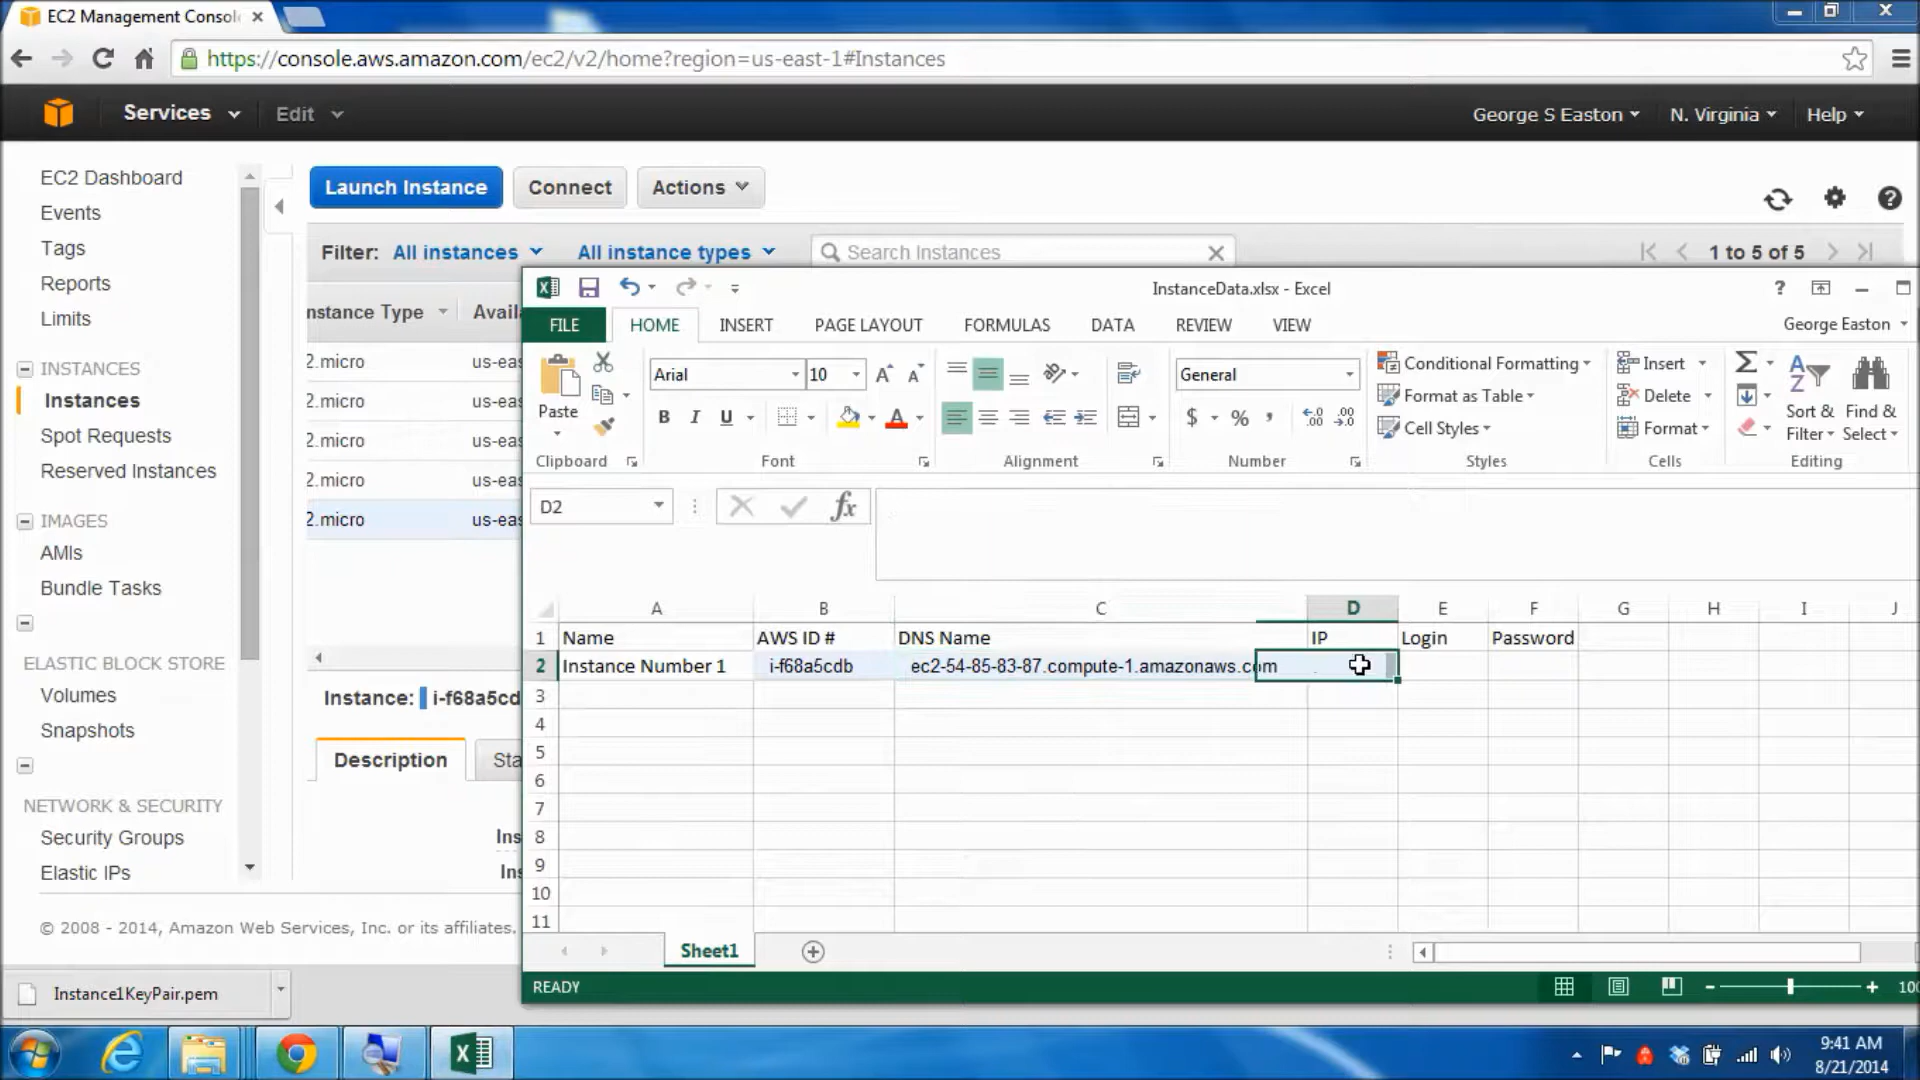 EC2 Management Consol
https://console.aws.amazon.com/ec2/v2/home?region=us-east-1#Instances
Services Edit George S Easton N. Virginia Help
EC2 Dashboard
Events
Tags
Reports
Limits
INSTANCES
Instances
Spot Requests
Reserved Instances
IMAGES
AMIs
Bundle Tasks
ELASTIC BLOCK STORE
Volumes
Snapshots
NETWORK & SECURITY
Security Groups
Elastic IPs
Launch Instance Connect Actions
Filter: All instances All instance types Search Instances 1 to 5 of 5
nstance Type Availa
2.micro us-eas
2.micro us-eas
2.micro us-eas
2.micro us-eas
2.micro us-eas
Instance: i-f68a5cd
Description Sta
Ins
Ins
InstanceData.xlsx - Excel
FILE HOME INSERT PAGE LAYOUT FORMULAS DATA REVIEW VIEW George Easton
Paste
Arial 10
B I U
General
$ % ,
Conditional Formatting
Format as Table
Cell Styles
Insert
Delete
Format
Sort & Filter
Find & Select
Clipboard Font Alignment Number Styles Cells Editing
D2 fx
A B C D E F G H I J
1 Name AWS ID # DNS Name IP Login Password
2 Instance Number 1 i-f68a5cdb ec2-54-85-83-87.compute-1.amazonaws.com
3
4
5
6
7
8
9
10
11
Sheet1
READY 100
© 2008 - 2014, Amazon Web Services, Inc. or its affiliates.
Instance1KeyPair.pem
9:41 AM
8/21/2014